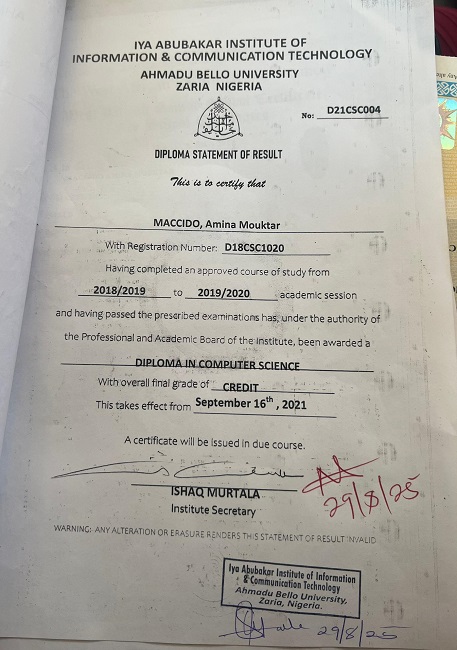 IYA ABUBAKAR INSTITUTE OF
INFORMATION & COMMUNICATION TECHNOLOGY
AHMADU BELLO UNIVERSITY
ZARIA NIGERIA
No: D21CSC004
DIPLOMA STATEMENT OF RESULT
This is to certify that
MACCIDO, Amina Mouktar
With Registration Number: D18CSC1020
Having completed an approved course of study from
2018/2019 to 2019/2020 academic session
and having passed the prescribed examinations has, under the authority of
the Professional and Academic Board of the Institute, been awarded a
DIPLOMA IN COMPUTER SCIENCE
With overall final grade of CREDIT
This takes effect from September 16th, 2021
A certificate will be issued in due course.
ISHAQ MURTALA
Institute Secretary
29/8/25
WARNING: ANY ALTERATION OR ERASURE RENDERS THIS STATEMENT OF RESULT INVALID
Iya Abubakar Institute of Information
& Communication Technology
Ahmadu Bello University,
Zaria, Nigeria.
29/8/25